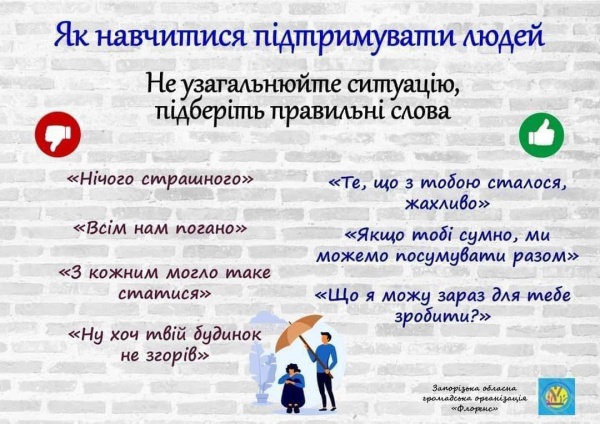 Як навчитися підтримувати людей
Не узагальнюйте ситуацію,
підберіть правильні слова
«Нічого страшного»
«Всім нам погано»
«З кожним могло таке
статися»
«Ну хоч твій будинок
не згорів»
«Те, що з тобою сталося,
жахливо»
«Якщо тобі сумно, ми
можемо посумувати разом»
«Що я можу зараз для тебе
зробити?»
Запорізька обласна
громадська організація
«Флоренс»